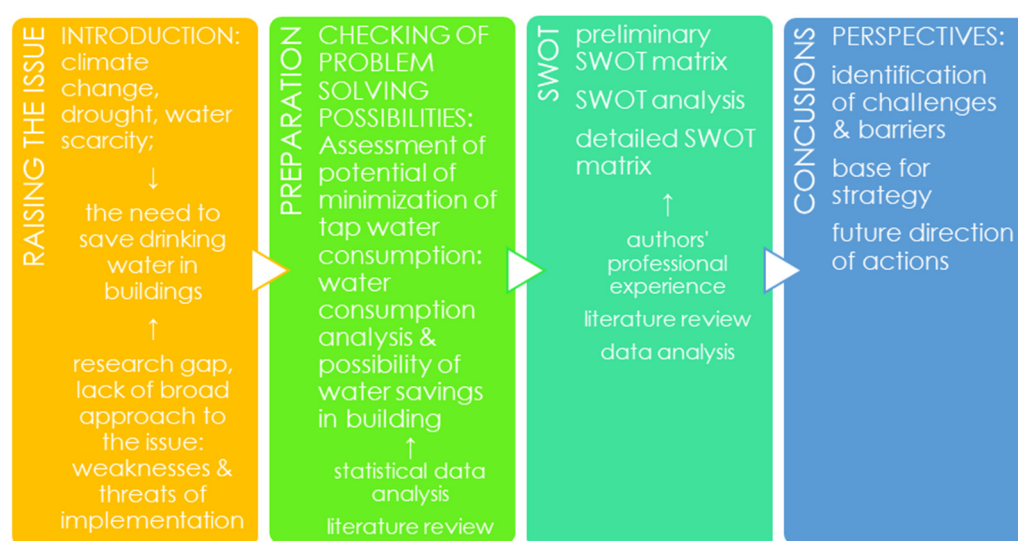 RAISING THE ISSUE
INTRODUCTION:
climate
change,
drought, water
scarcity;
↓
the need to
save drinking
water in
buildings
↑
research gap,
lack of broad
approach to
the issue:
weaknesses &
threats of
implementation
PREPARATION
CHECKING OF
PROBLEM
SOLVING
POSSIBILITIES:
Assessment of
potential of
minimization of
tap water
consumption:
water
consumption
analysis &
possibility of
water savings
in building
↑
statistical data
analysis
literature review
SWOT
preliminary
SWOT matrix
SWOT analysis
detailed SWOT
matrix
↑
authors'
professional
experience
literature review
data analysis
CONCUSIONS
PERSPECTIVES:
identification
of challenges
& barriers
base for
strategy
future direction
of actions